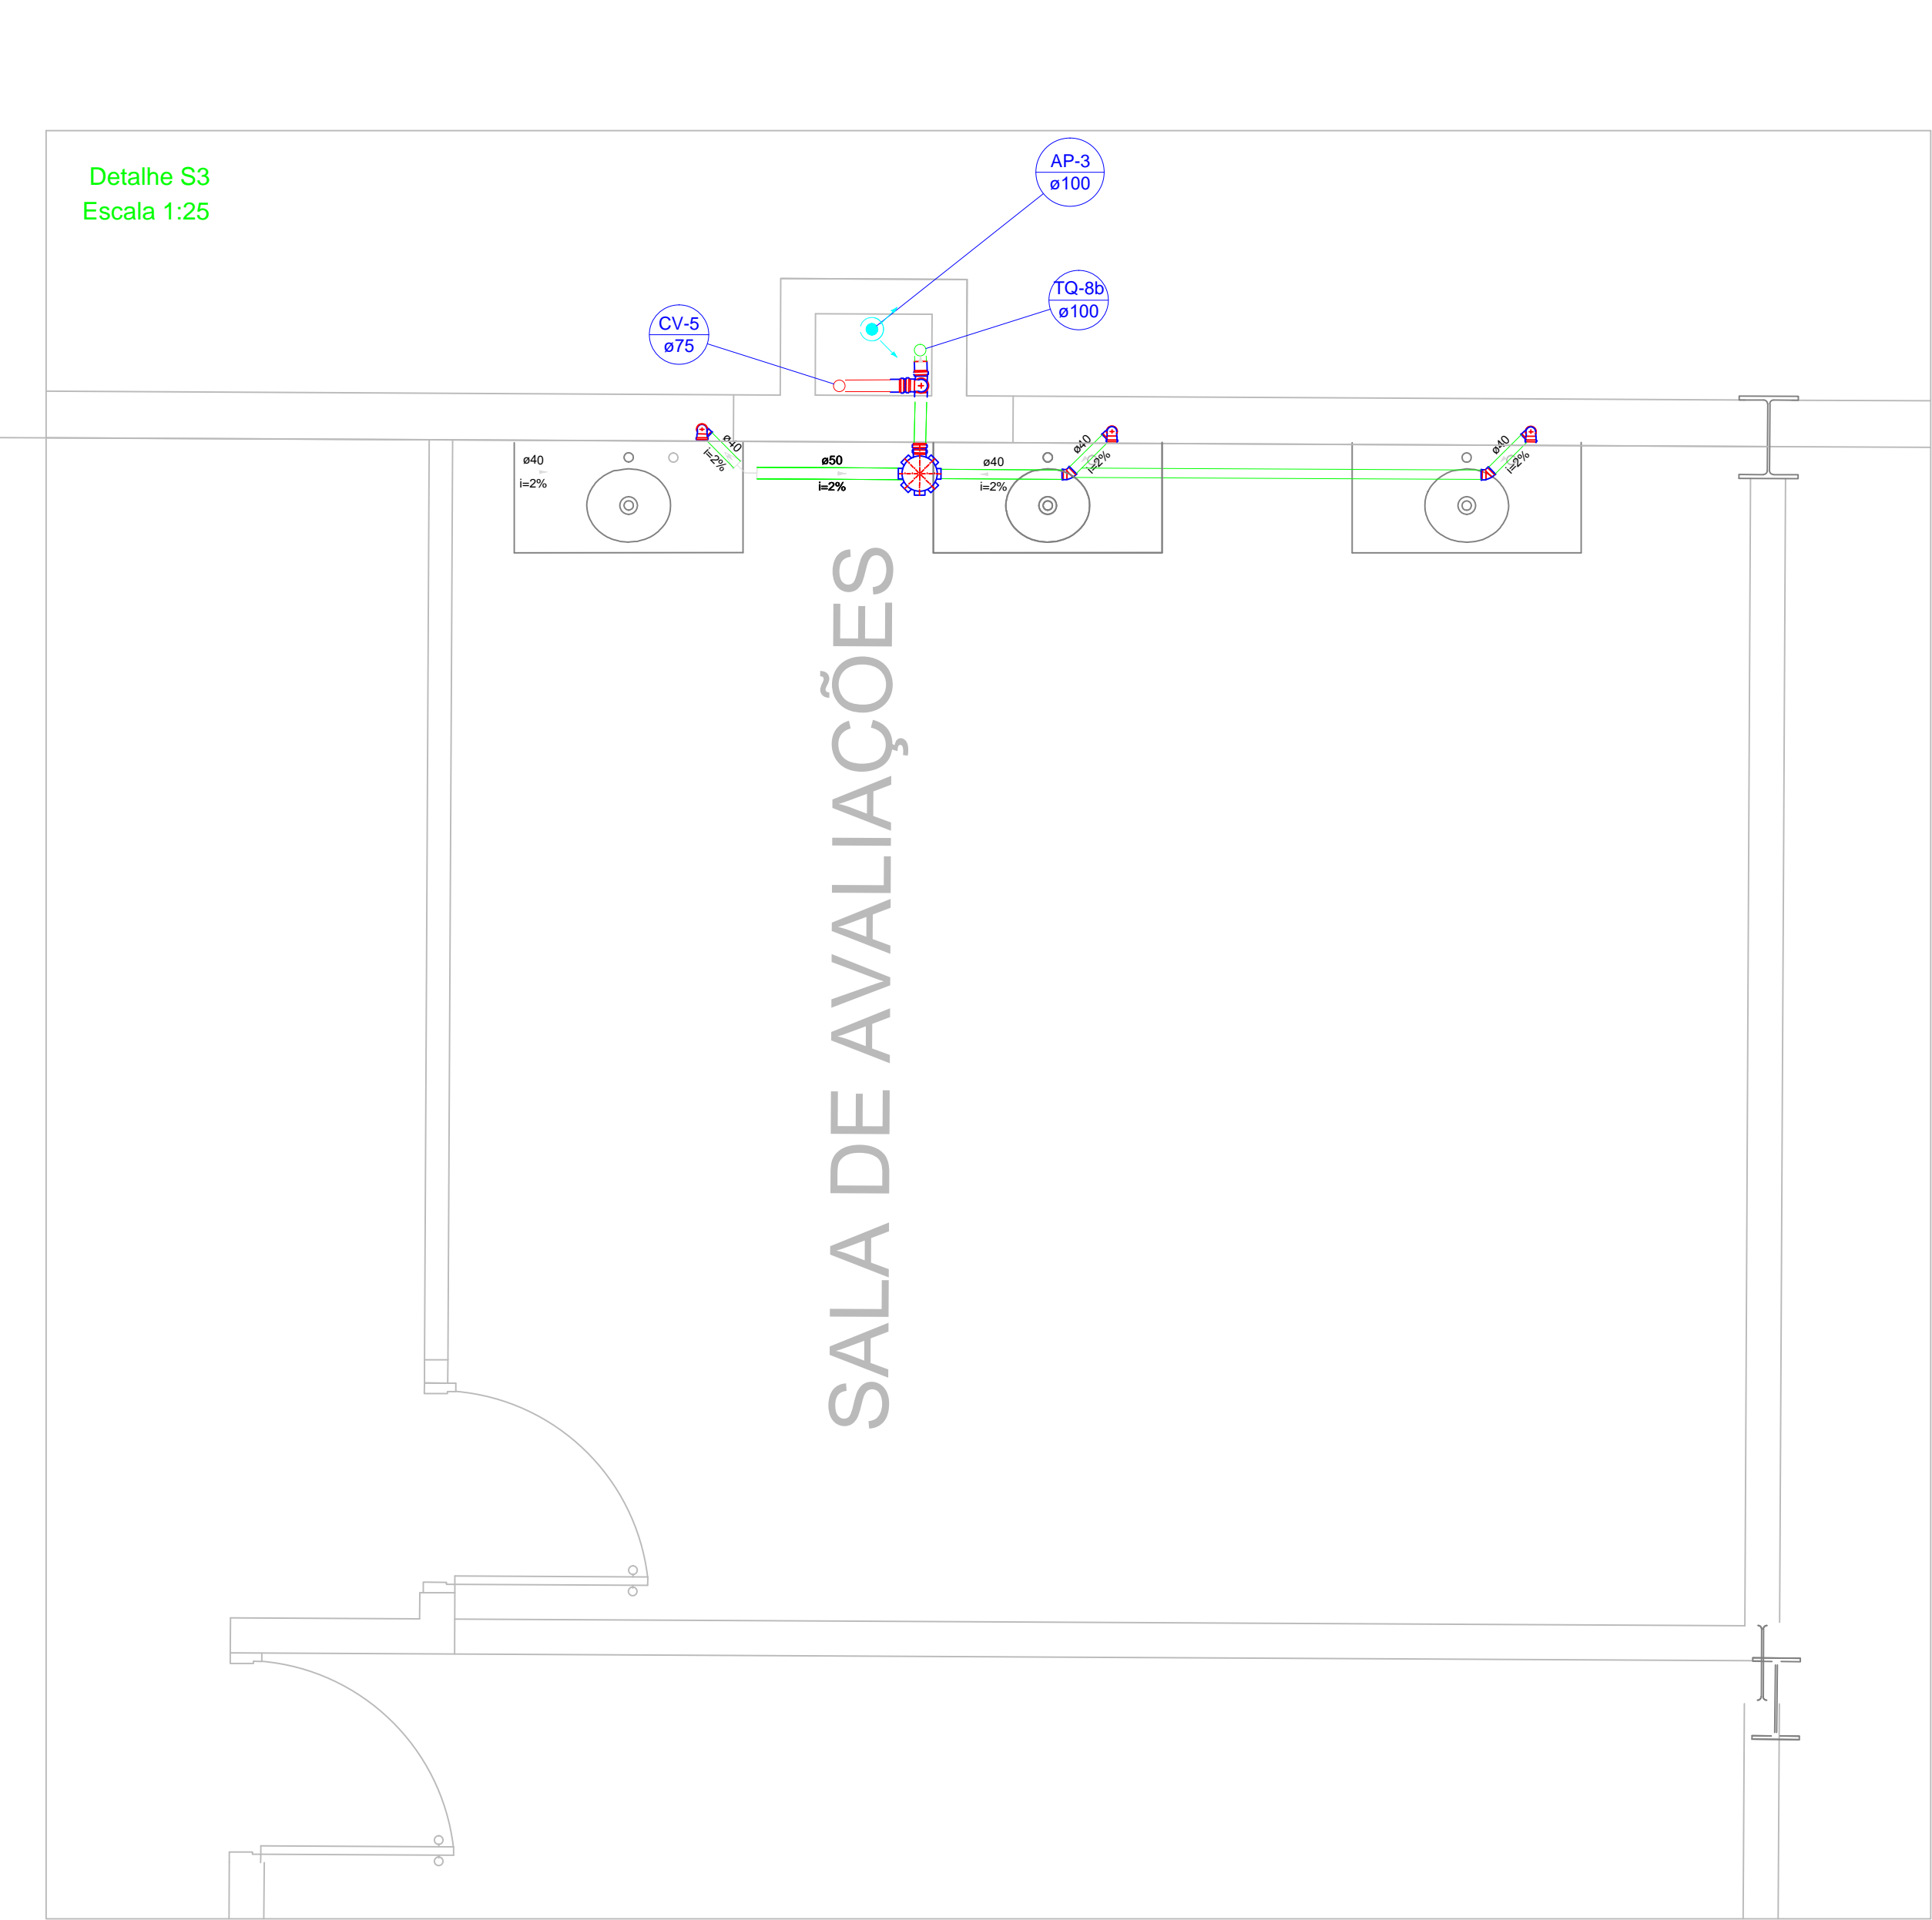 Detalhe S3
Escala 1:25
AP-3
ø100
TQ-8b
ø100
CV-5
ø75
ø40
i=2%
ø40
i=2%
ø50
i=2%
ø40
i=2%
ø40
i=2%
ø40
i=2%
SALA DE AVALIAÇÕES